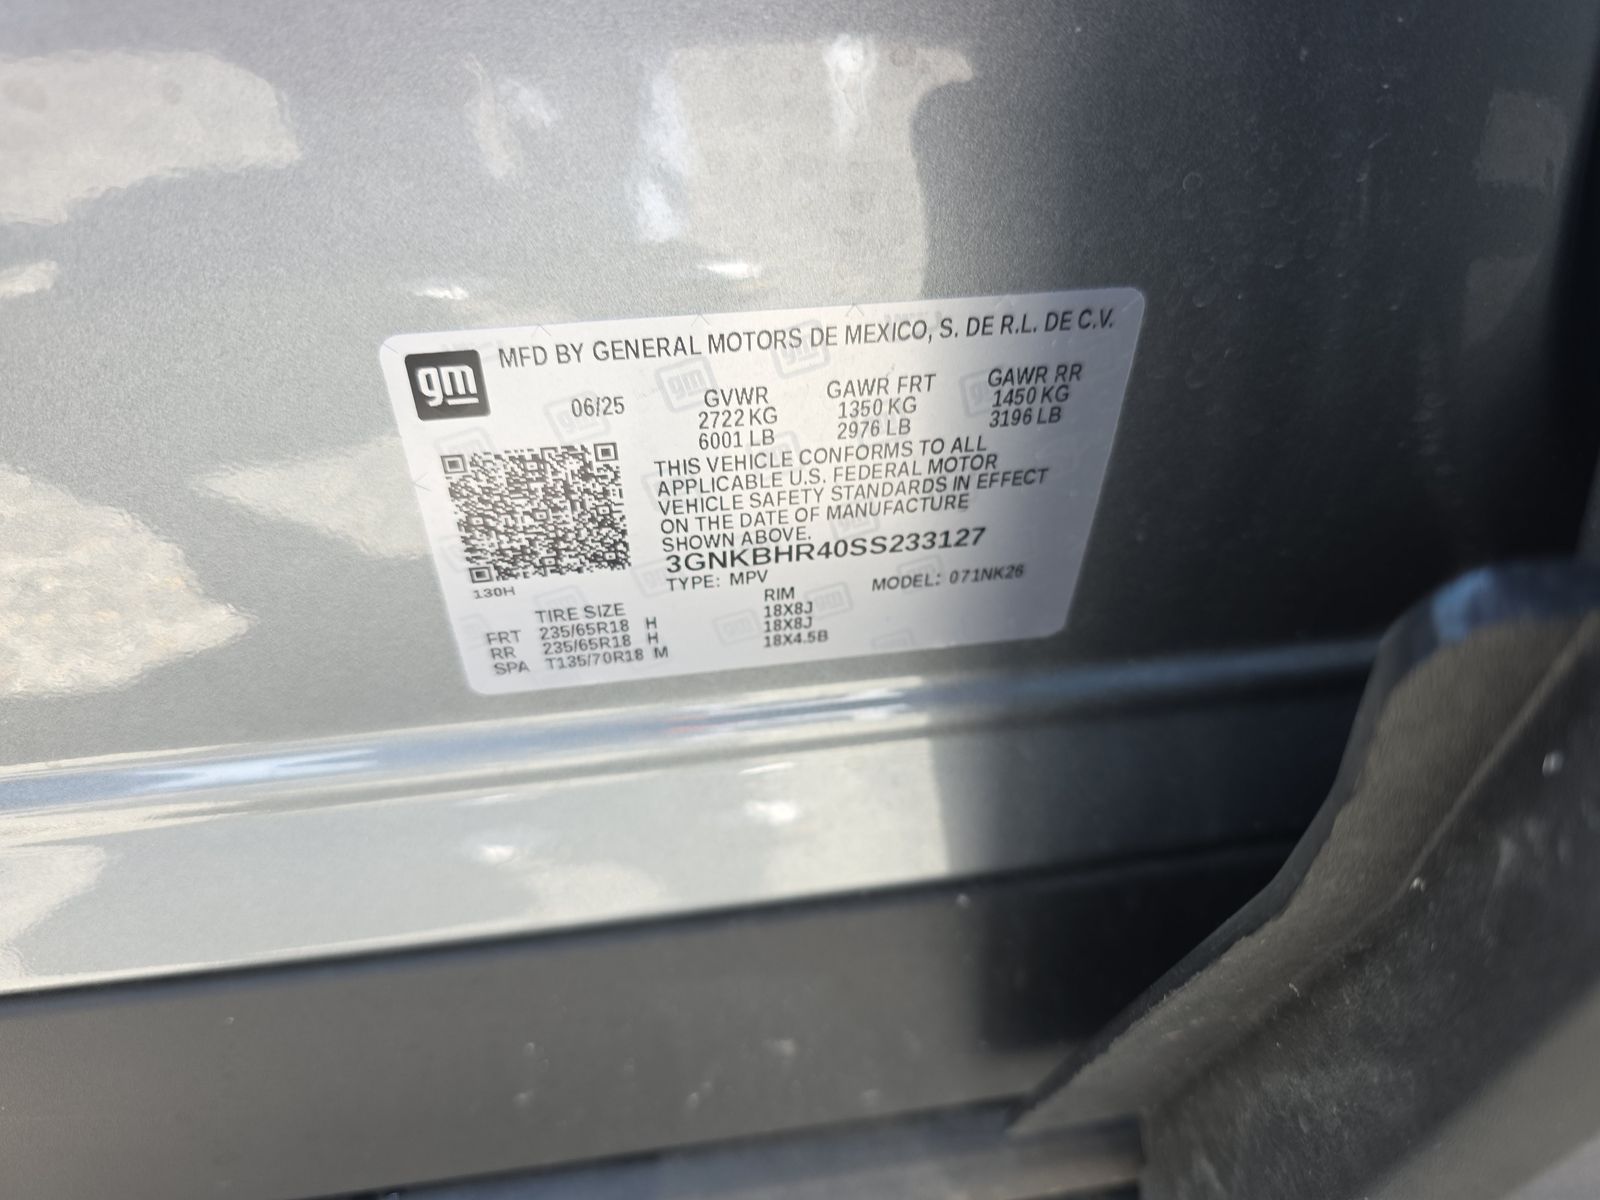 gm
MFD BY GENERAL MOTORS DE MEXICO, S. DE R.L. DE C.V.
06/25
GVWR
2722 KG
6001 LB
GAWR FRT
1350 KG
2976 LB
GAWR RR
1450 KG
3196 LB
THIS VEHICLE CONFORMS TO ALL
APPLICABLE U.S. FEDERAL MOTOR
VEHICLE SAFETY STANDARDS IN EFFECT
ON THE DATE OF MANUFACTURE
SHOWN ABOVE.
3GNKBHR40SS233127
TYPE: MPV MODEL: 071NK26
130H
TIRE SIZE RIM
FRT 235/65R18 H 18X8J
RR 235/65R18 H 18X8J
SPA T135/70R18 M 18X4.5B